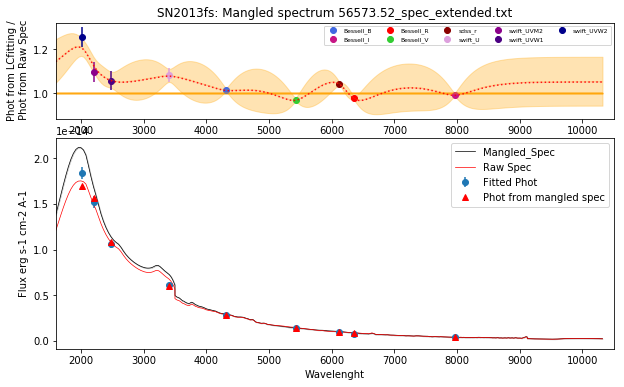 SN2013fs: Mangled spectrum 56573.52_spec_extended.txt
Phot from LCfitting /
Phot from Raw Spec
1.2
1.0
Bessell_B Bessell_R sdss_r swift_UVM2 swift_UVW2
Bessell_I Bessell_V swift_U swift_UVW1
2000 3000 4000 5000 6000 7000 8000 9000 10000
1e-14
Flux erg s-1 cm-2 A-1
2.0
1.5
1.0
0.5
0.0
Mangled_Spec
Raw Spec
Fitted Phot
Phot from mangled spec
2000 3000 4000 5000 6000 7000 8000 9000 10000
Wavelenght